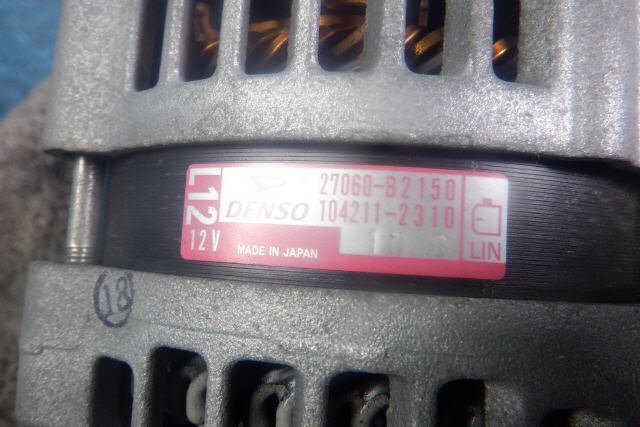 L12
27060-B2150
DENSO 104211-2310
12V MADE IN JAPAN
LIN
18